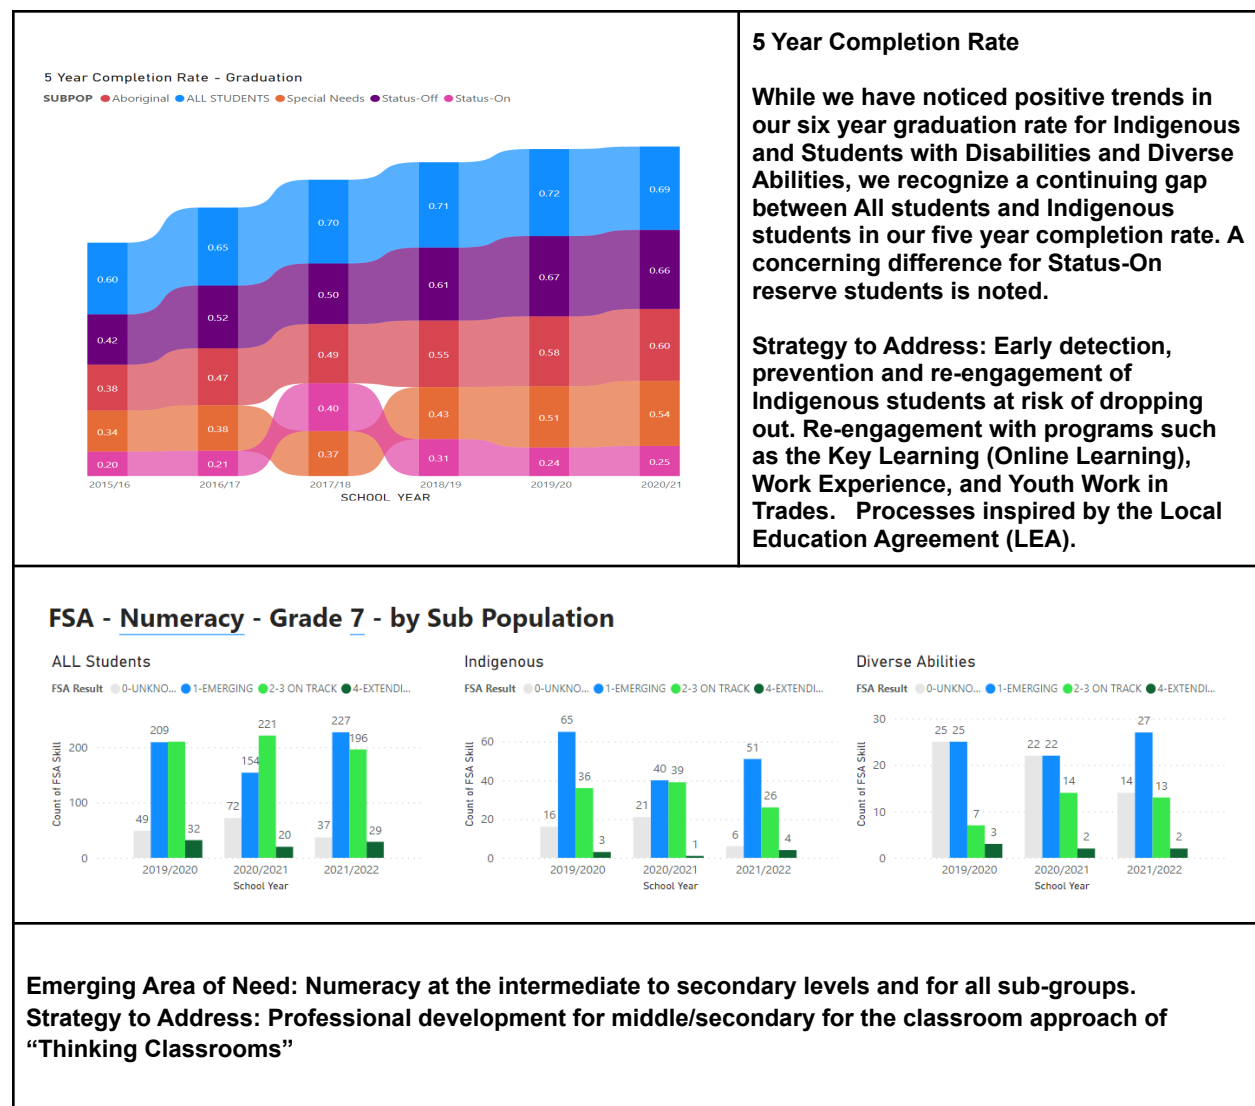 5 Year Completion Rate - Graduation
SUBPOP Aboriginal ALL STUDENTS Special Needs Status-Off Status-On
0.60
0.42
0.38
0.34
0.20
0.65
0.52
0.47
0.38
0.21
0.70
0.50
0.49
0.40
0.37
0.71
0.61
0.55
0.43
0.31
0.72
0.67
0.58
0.51
0.24
0.69
0.66
0.60
0.54
0.25
2015/16 2016/17 2017/18 2018/19 2019/20 2020/21
SCHOOL YEAR
5 Year Completion Rate
While we have noticed positive trends in
our six year graduation rate for Indigenous
and Students with Disabilities and Diverse
Abilities, we recognize a continuing gap
between All students and Indigenous
students in our five year completion rate. A
concerning difference for Status-On
reserve students is noted.
Strategy to Address: Early detection,
prevention and re-engagement of
Indigenous students at risk of dropping
out. Re-engagement with programs such
as the Key Learning (Online Learning),
Work Experience, and Youth Work in
Trades. Processes inspired by the Local
Education Agreement (LEA).
FSA - Numeracy - Grade 7 - by Sub Population
ALL Students
FSA Result 0-UNKNO... 1-EMERGING 2-3 ON TRACK 4-EXTENDI...
Count of FSA Skill
200
100
0
49 209 32
72 154 221 20
37 227 196 29
2019/2020 2020/2021 2021/2022
School Year
Indigenous
FSA Result 0-UNKNO... 1-EMERGING 2-3 ON TRACK 4-EXTENDI...
Count of FSA Skill
60
40
20
0
16 65 36 3
21 40 39 1
6 51 26 4
2019/2020 2020/2021 2021/2022
School Year
Diverse Abilities
FSA Result 0-UNKNO... 1-EMERGING 2-3 ON TRACK 4-EXTENDI...
Count of FSA Skill
30
20
10
0
25 25 7 3
22 22 14 2
14 27 13 2
2019/2020 2020/2021 2021/2022
School Year
Emerging Area of Need: Numeracy at the intermediate to secondary levels and for all sub-groups.
Strategy to Address: Professional development for middle/secondary for the classroom approach of
“Thinking Classrooms”